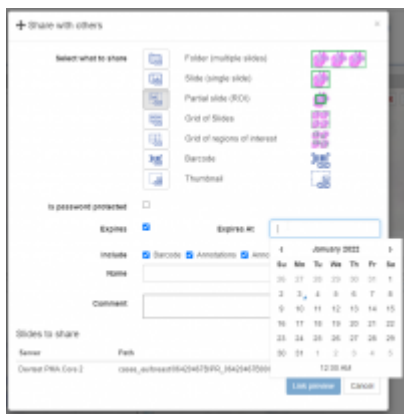 Share with others
Select what to share
Folder (multiple slides)
Slide (single slide)
Partial slide (ROI)
Grid of Slides
Grid of regions of interest
Barcode
Thumbnail
Is password protected
Expires
Expires At:
Include
Barcode
Annotations
Name
Comment
January 2022
Su Mo Tu We Th Fr Sa
26 27 28 29 30 31 1
2 3 4 5 6 7 8
9 10 11 12 13 14 15
16 17 18 19 20 21 22
23 24 25 26 27 28 29
30 31 1 2 3 4 5
12:00 AM
Slides to share
Server Path
PMA.Core 2
Link preview Cancel